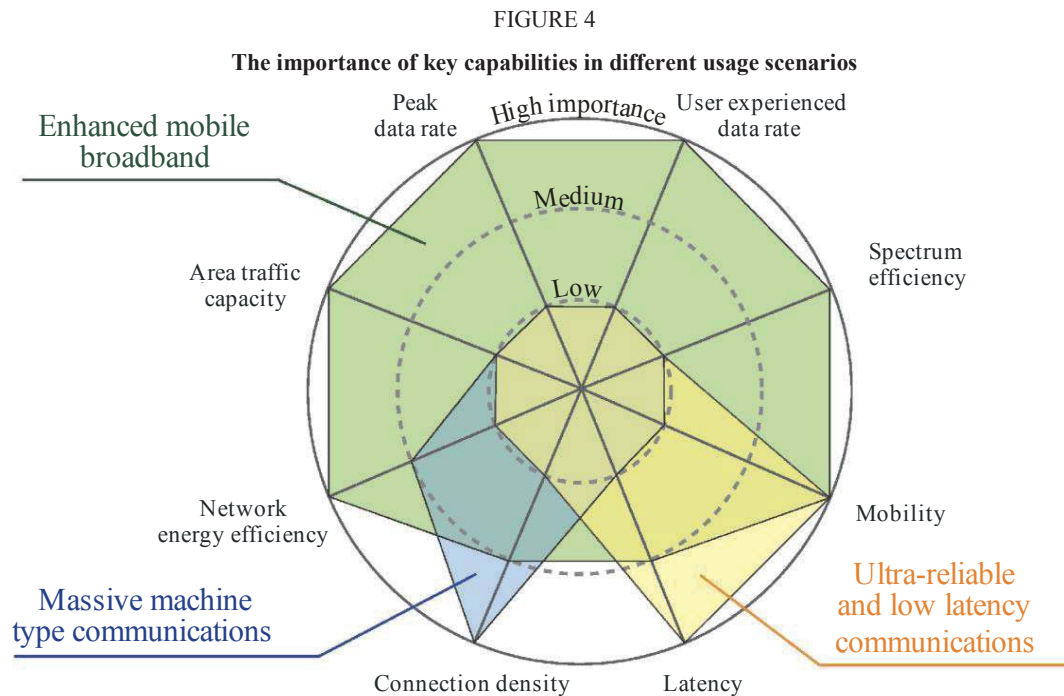 FIGURE 4
The importance of key capabilities in different usage scenarios
Peak
data rate
High importance
User experienced
data rate
Enhanced mobile
broadband
Medium
Spectrum
efficiency
Area traffic
capacity
Low
Network
energy efficiency
Mobility
Massive machine
type communications
Ultra-reliable
and low latency
communications
Connection density
Latency